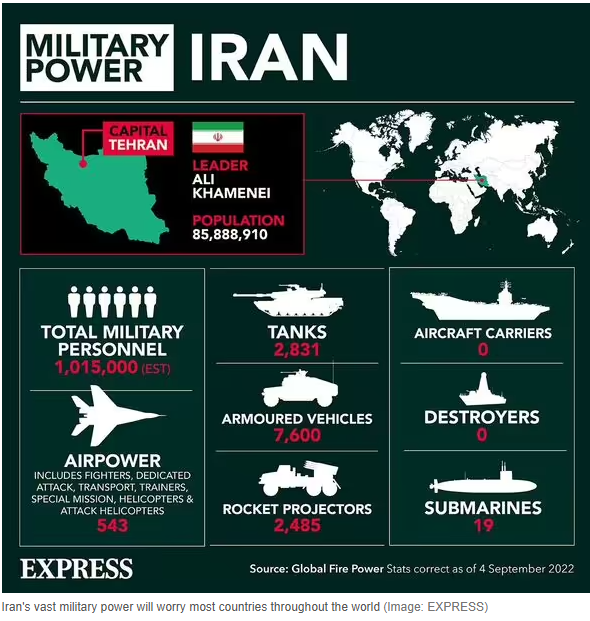 MILITARY
POWER
IRAN
CAPITAL
TEHRAN
LEADER
ALI
KHAMENEI
POPULATION
85,888,910
TOTAL MILITARY
PERSONNEL
1,015,000 (EST)
AIRPOWER
INCLUDES FIGHTERS, DEDICATED
ATTACK, TRANSPORT, TRAINERS,
SPECIAL MISSION, HELICOPTERS &
ATTACK HELICOPTERS
543
TANKS
2,831
ARMOURED VEHICLES
7,600
ROCKET PROJECTORS
2,485
AIRCRAFT CARRIERS
0
DESTROYERS
0
SUBMARINES
19
EXPRESS
Source: Global Fire Power Stats correct as of 4 September 2022
Iran's vast military power will worry most countries throughout the world (Image: EXPRESS)